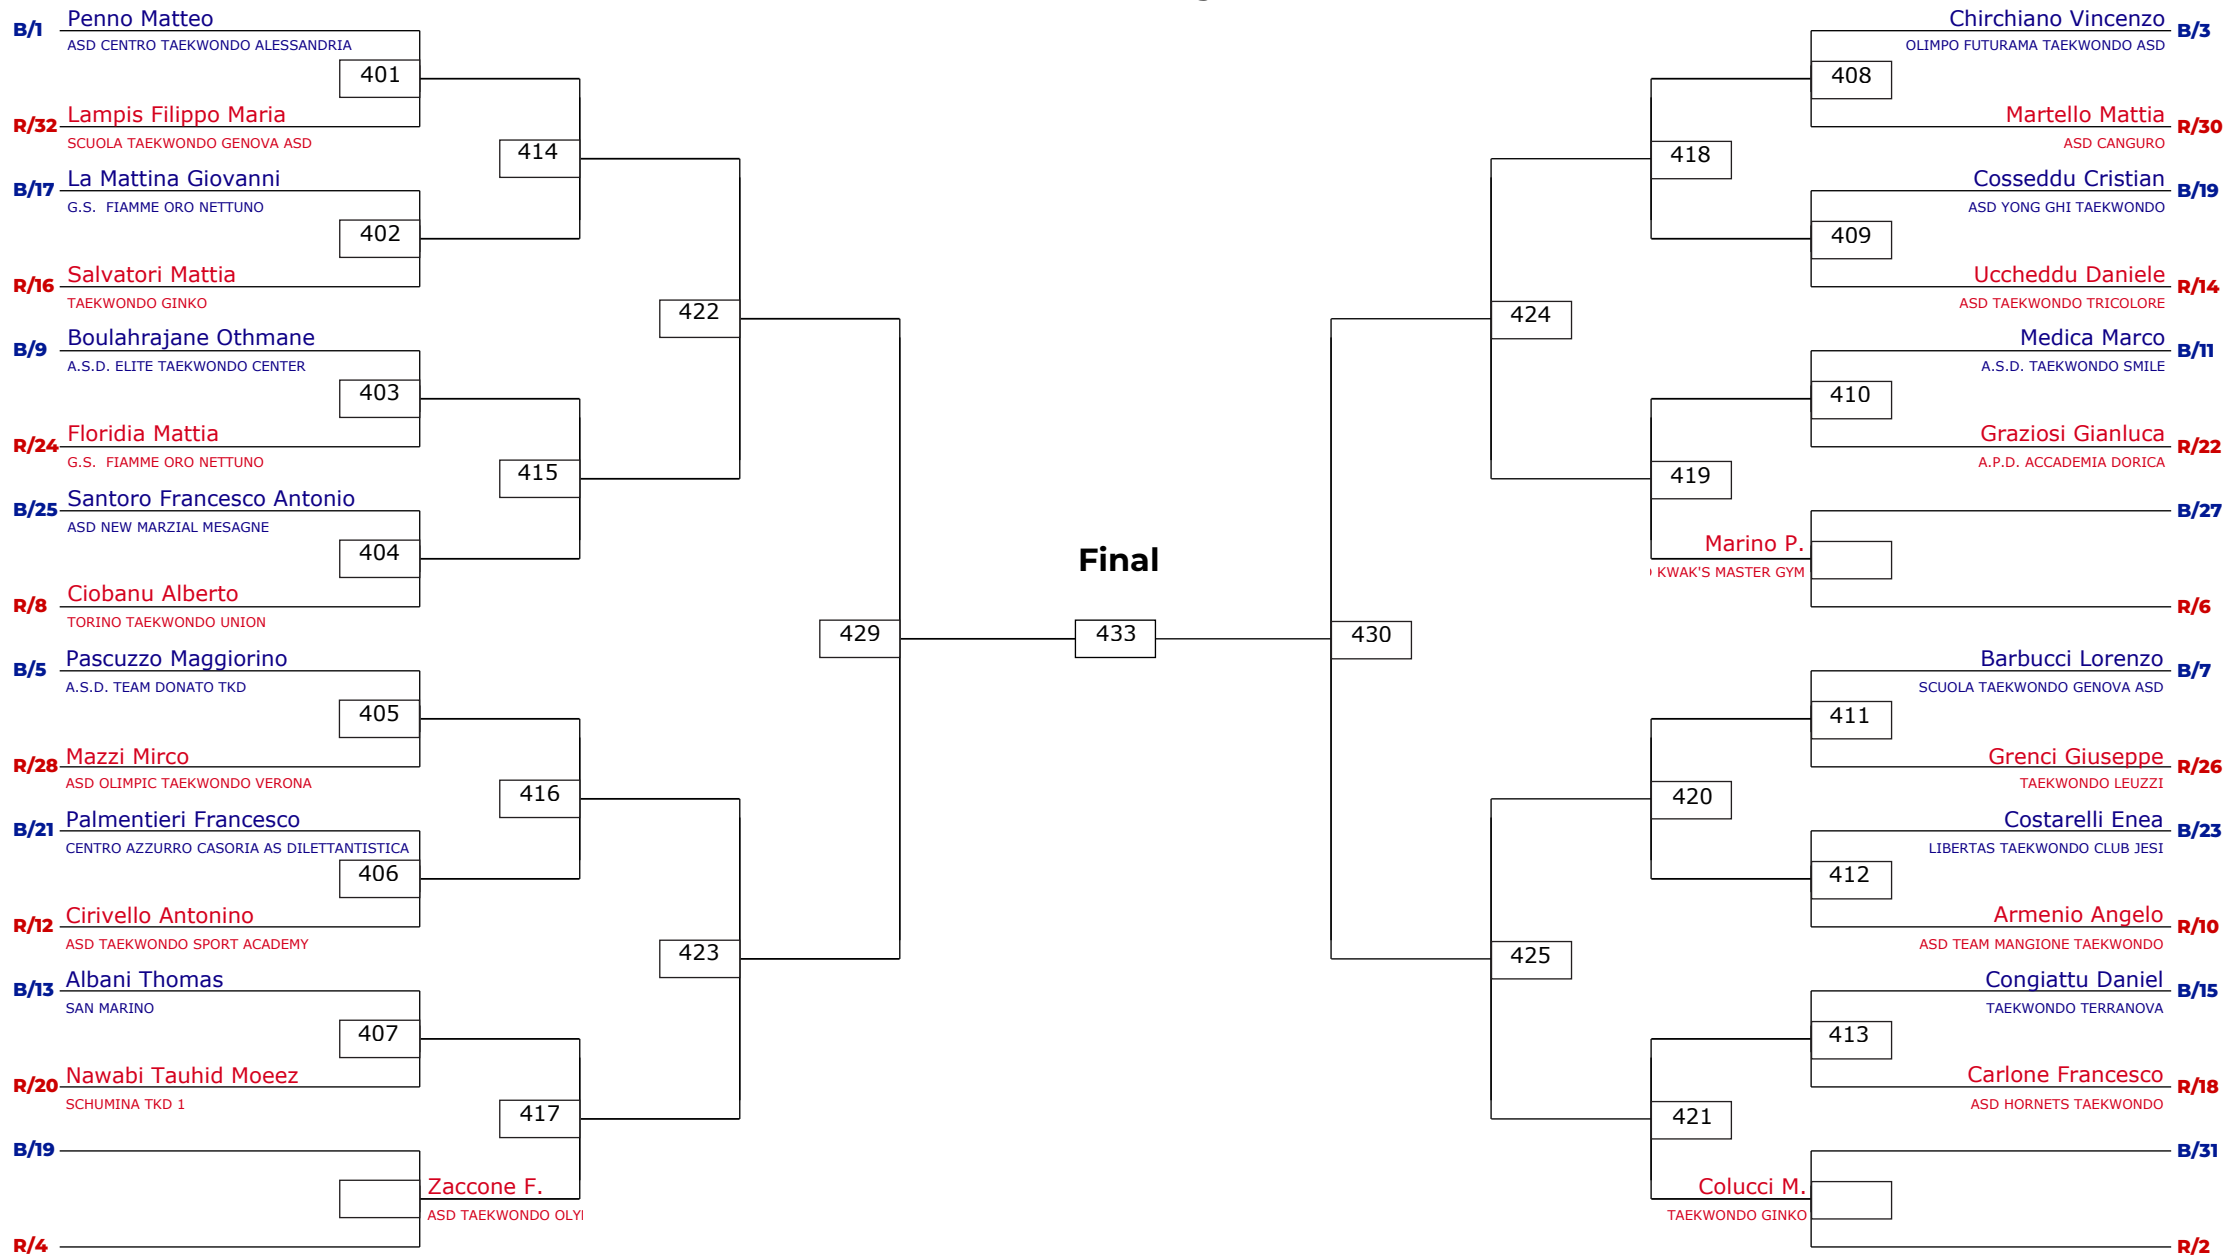 B/1 Penno Matteo
ASD CENTRO TAEKWONDO ALESSANDRIA
401
R/32 Lampis Filippo Maria
SCUOLA TAEKWONDO GENOVA ASD
414
B/17 La Mattina Giovanni
G.S. FIAMME ORO NETTUNO
402
R/16 Salvatori Mattia
TAEKWONDO GINKO
422
B/9 Boulahrajane Othmane
A.S.D. ELITE TAEKWONDO CENTER
403
R/24 Floridia Mattia
G.S. FIAMME ORO NETTUNO
415
B/25 Santoro Francesco Antonio
ASD NEW MARZIAL MESAGNE
404
R/8 Ciobanu Alberto
TORINO TAEKWONDO UNION
429
B/5 Pascuzzo Maggiorino
A.S.D. TEAM DONATO TKD
405
R/28 Mazzi Mirco
ASD OLIMPIC TAEKWONDO VERONA
416
B/21 Palmentieri Francesco
CENTRO AZZURRO CASORIA AS DILETTANTISTICA
406
R/12 Cirivello Antonino
ASD TAEKWONDO SPORT ACADEMY
423
B/13 Albani Thomas
SAN MARINO
407
R/20 Nawabi Tauhid Moeez
SCHUMINA TKD 1
417
B/19
Zaccone F.
ASD TAEKWONDO OLY
R/4
Final
433
Chirchiano Vincenzo B/3
OLIMPO FUTURAMA TAEKWONDO ASD
408
Martello Mattia R/30
ASD CANGURO
418
Cosseddu Cristian B/19
ASD YONG GHI TAEKWONDO
409
Uccheddu Daniele R/14
ASD TAEKWONDO TRICOLORE
424
Medica Marco B/11
A.S.D. TAEKWONDO SMILE
410
Graziosi Gianluca R/22
A.P.D. ACCADEMIA DORICA
419
B/27
Marino P.
KWAK'S MASTER GYM
R/6
430
Barbucci Lorenzo B/7
SCUOLA TAEKWONDO GENOVA ASD
411
Grenci Giuseppe R/26
TAEKWONDO LEUZZI
420
Costarelli Enea B/23
LIBERTAS TAEKWONDO CLUB JESI
412
Armenio Angelo R/10
ASD TEAM MANGIONE TAEKWONDO
425
Congiattu Daniel B/15
TAEKWONDO TERRANOVA
413
Carlone Francesco R/18
ASD HORNETS TAEKWONDO
421
B/31
Colucci M.
TAEKWONDO GINKO
R/2